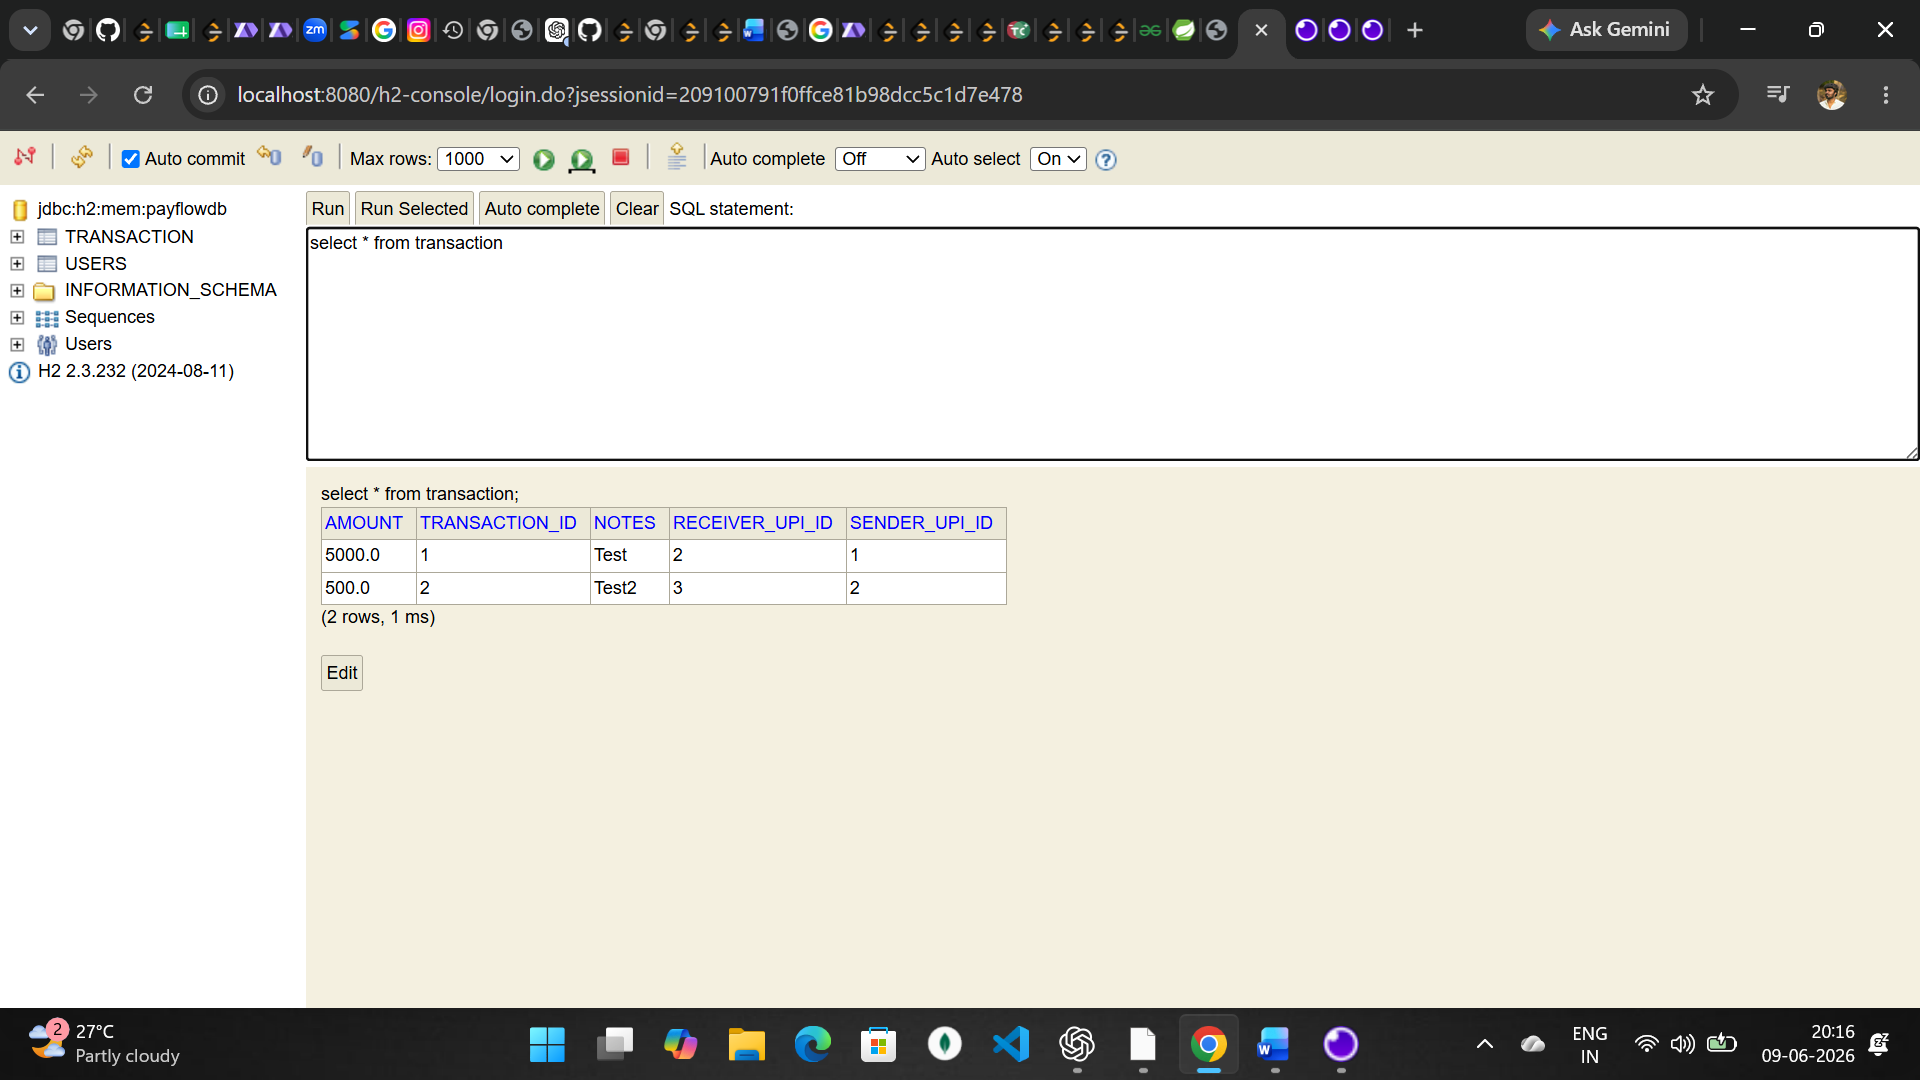 zm
TC
Ask Gemini
localhost:8080/h2-console/login.do?jsessionid=209100791f0ffce81b98dcc5c1d7e478
Auto commit Max rows: 1000 Auto complete Off Auto select On
jdbc:h2:mem:payflowdb
TRANSACTION
USERS
INFORMATION_SCHEMA
Sequences
Users
H2 2.3.232 (2024-08-11)
Run Run Selected Auto complete Clear SQL statement:
select * from transaction
select * from transaction;
AMOUNT TRANSACTION_ID NOTES RECEIVER_UPI_ID SENDER_UPI_ID
5000.0 1 Test 2 1
500.0 2 Test2 3 2
(2 rows, 1 ms)
Edit
2
27°C
Partly cloudy
ENG
IN
20:16
09-06-2026